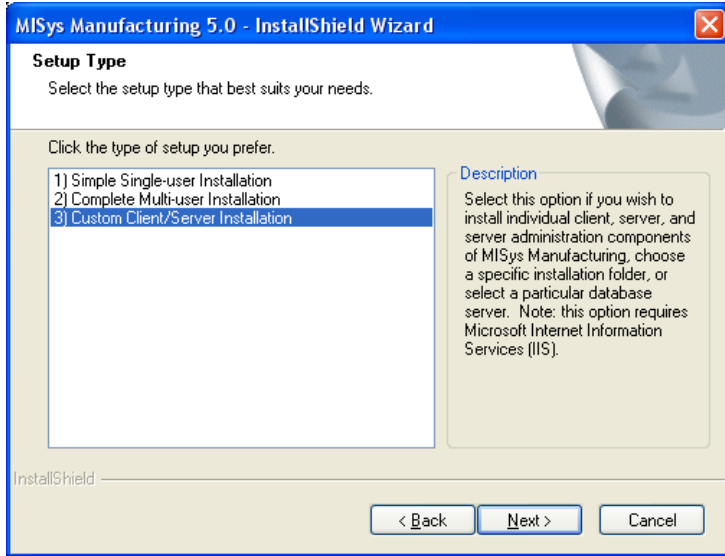 MISys Manufacturing 5.0 - InstallShield Wizard
Setup Type
Select the setup type that best suits your needs.
Click the type of setup you prefer.
1) Simple Single-user Installation
2) Complete Multi-user Installation
3) Custom Client/Server Installation
Description
Select this option if you wish to
install individual client, server, and
server administration components
of MISys Manufacturing, choose
a specific installation folder, or
select a particular database
server.  Note: this option requires
Microsoft Internet Information
Services (IIS).
InstallShield
< Back
Next >
Cancel